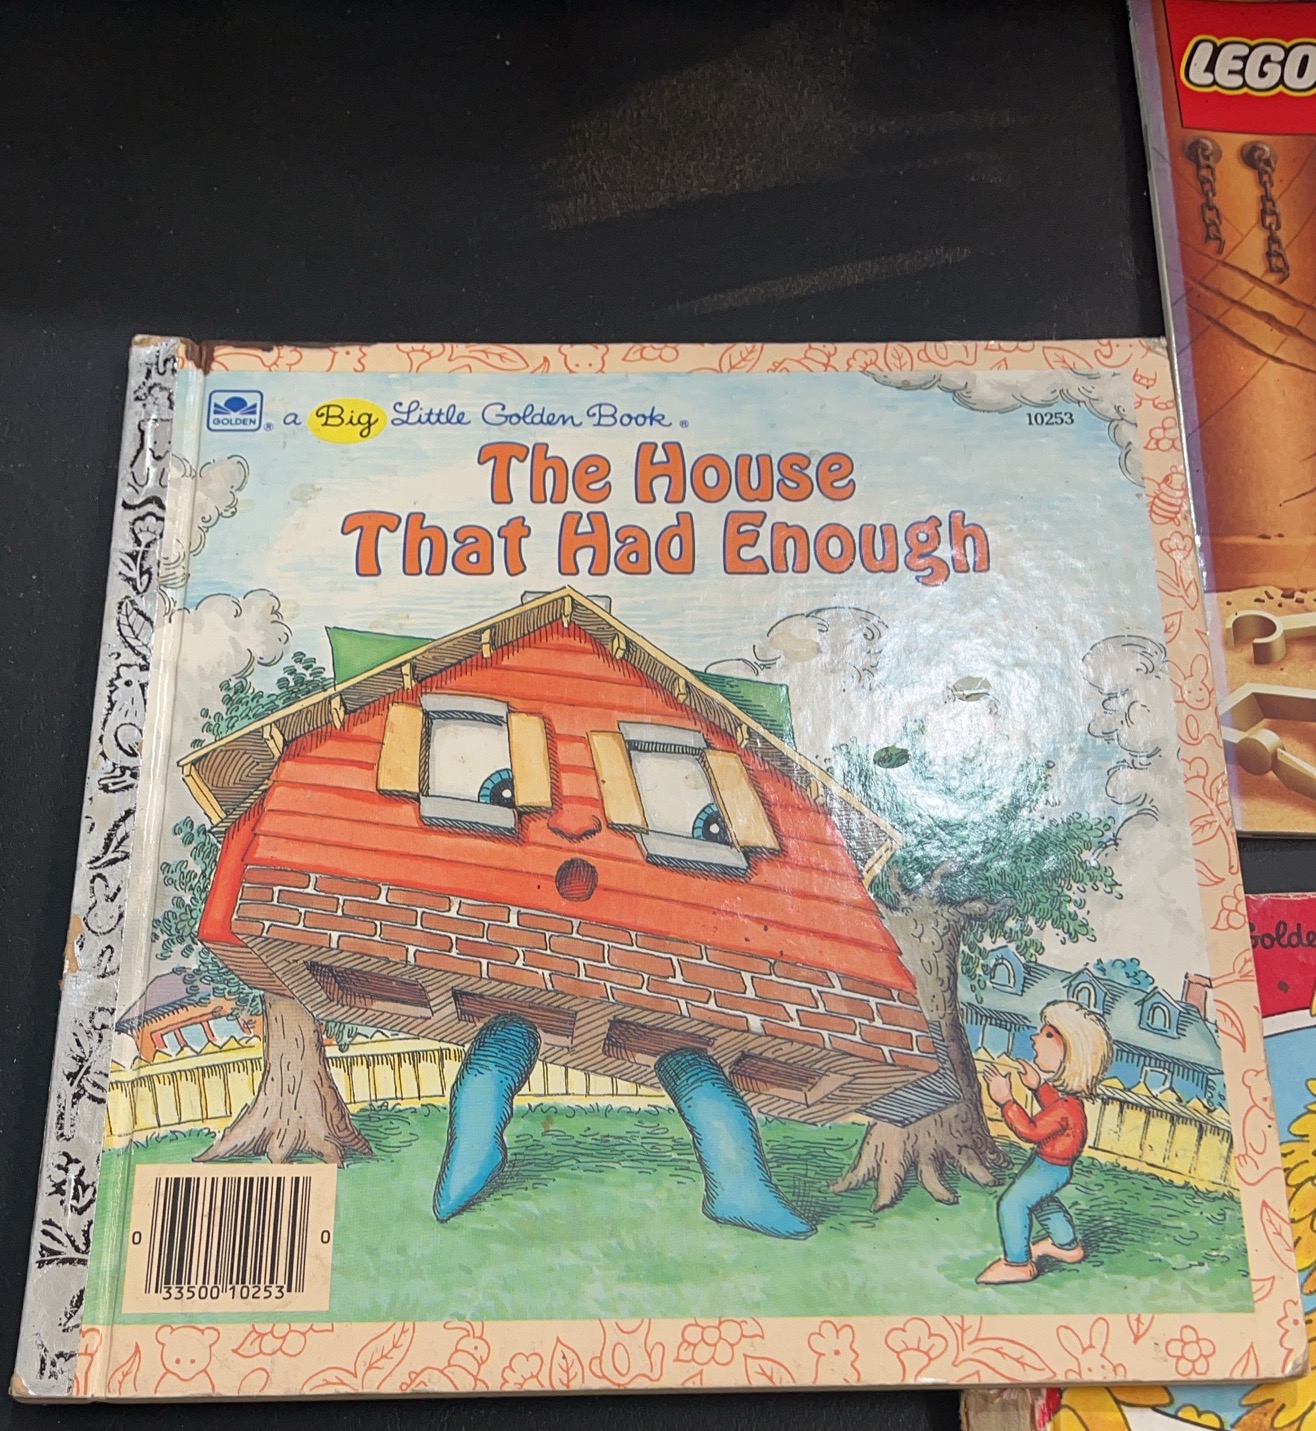 LEGO
GOLDEN ® a Big Little Golden Book ®
10253
The House
That Had Enough
Golde
0 33500 10253 0